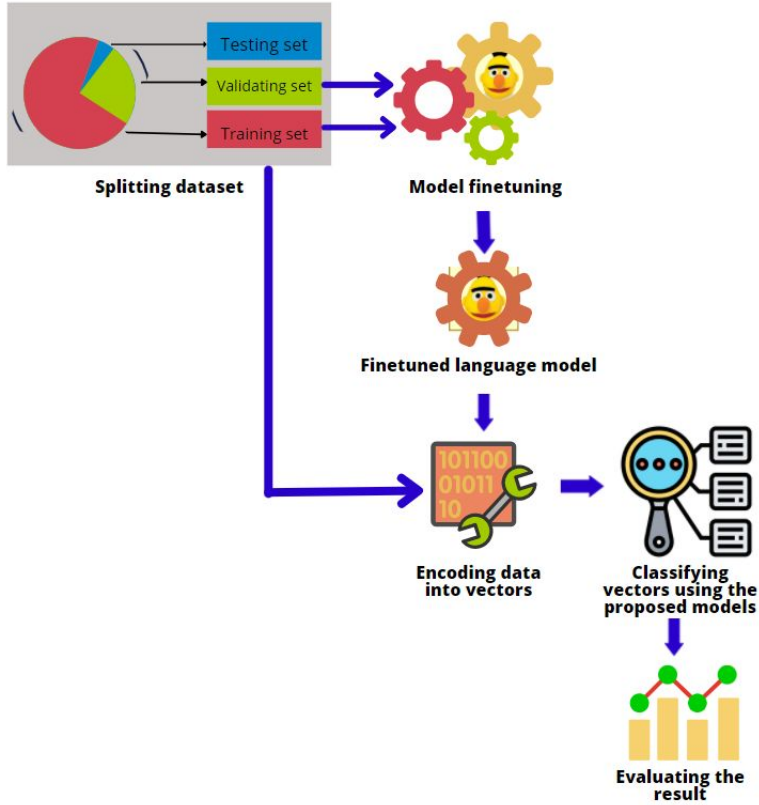 Testing set
Validating set
Training set
Splitting dataset
Model finetuning
Finetuned language model
101100
01011
10
Encoding data
into vectors
Classifying
vectors using the
proposed models
Evaluating the
result